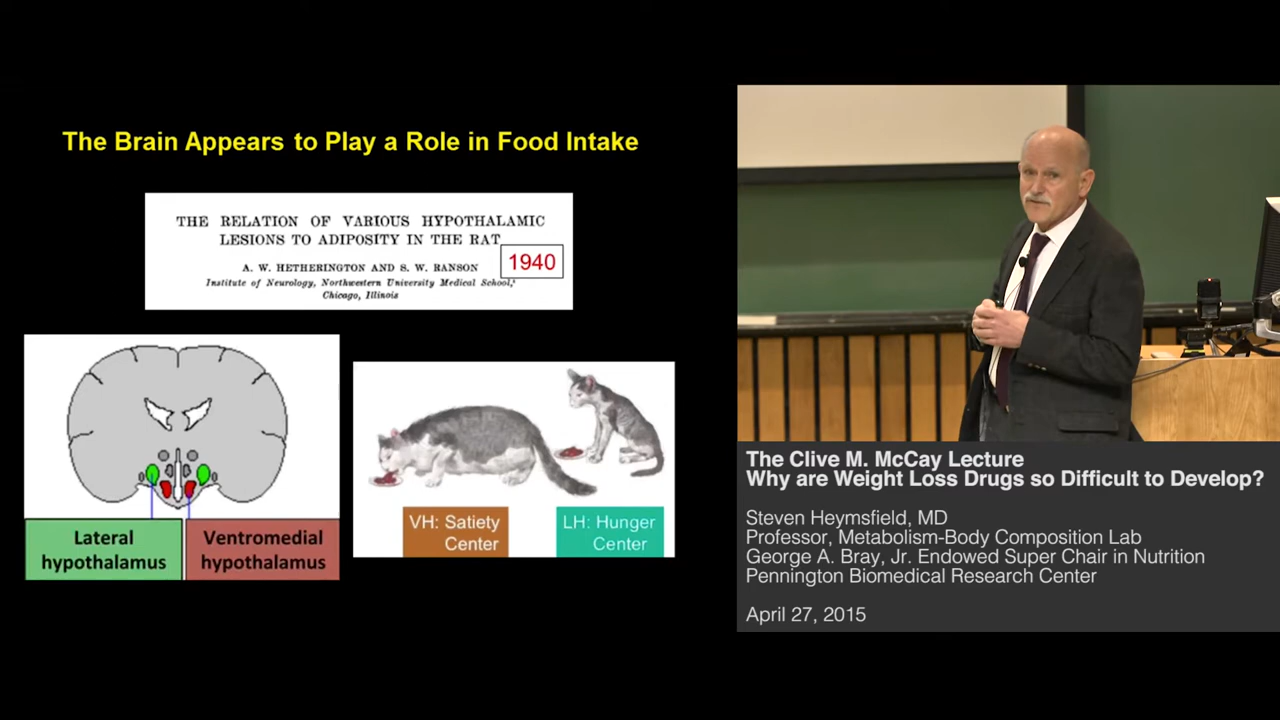 The Brain Appears to Play a Role in Food Intake
THE RELATION OF VARIOUS HYPOTHALAMIC
LESIONS TO ADIPOSITY IN THE RAT
1940
A. W. HETHERINGTON AND S. W. RANSON
Institute of Neurology, Northwestern University Medical School,
Chicago, Illinois
Lateral
hypothalamus
Ventromedial
hypothalamus
VH: Satiety
Center
LH: Hunger
Center
The Clive M. McCay Lecture
Why are Weight Loss Drugs so Difficult to Develop?
Steven Heymsfield, MD
Professor, Metabolism-Body Composition Lab
George A. Bray, Jr. Endowed Super Chair in Nutrition
Pennington Biomedical Research Center
April 27, 2015